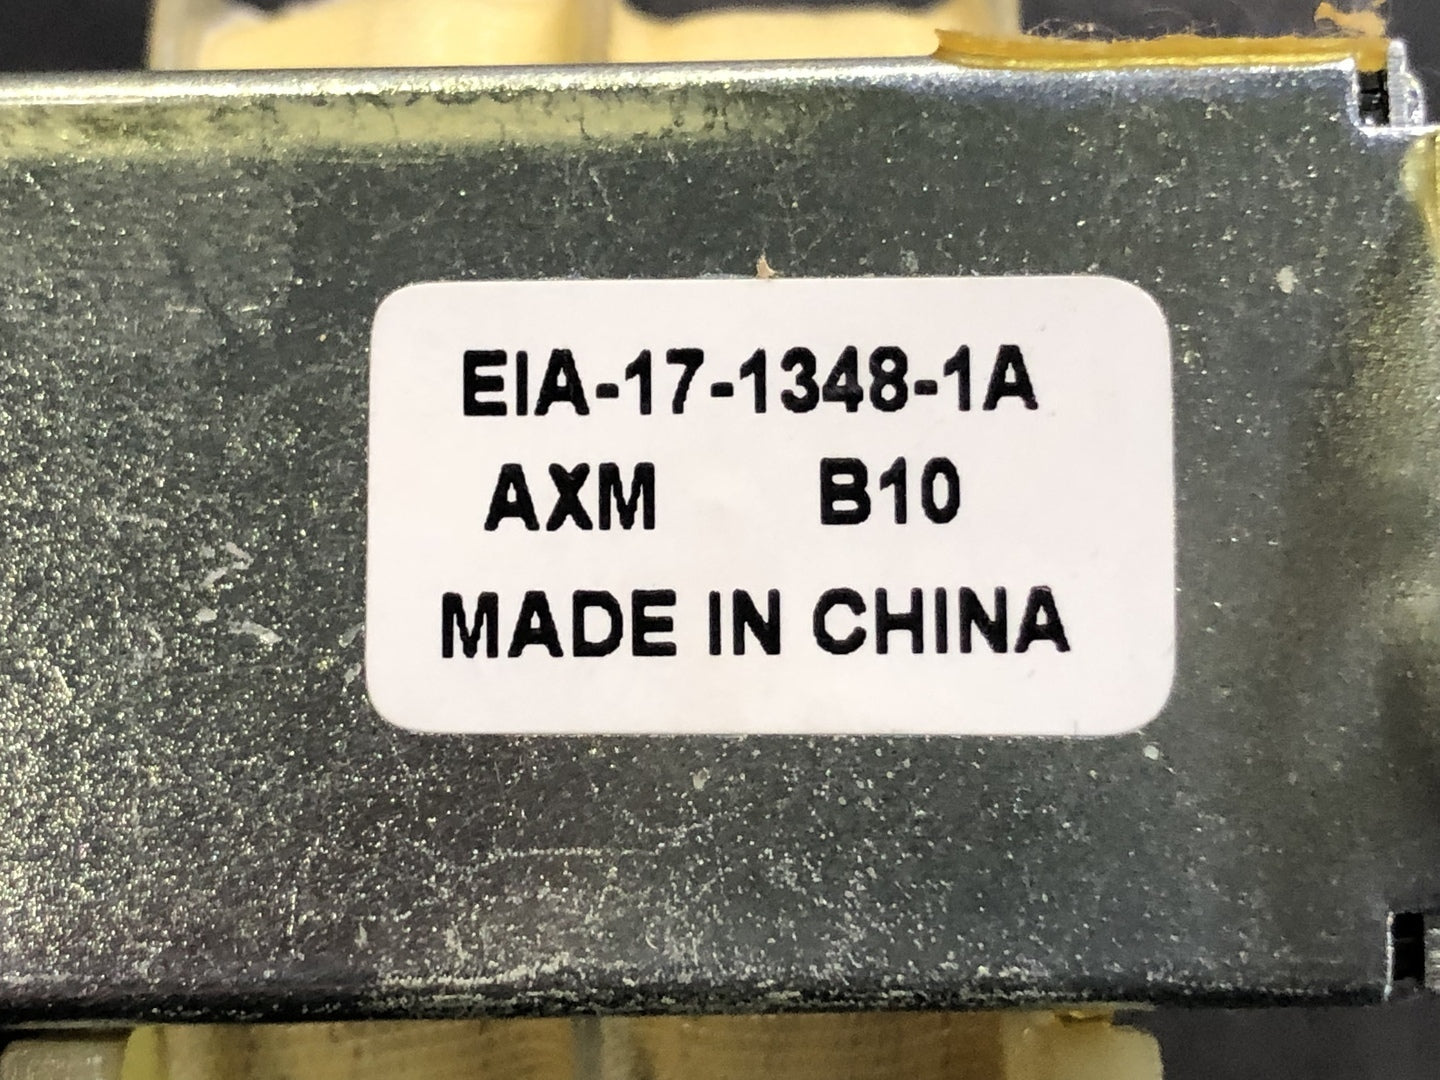 EIA-17-1348-1A
AXM B10
MADE IN CHINA